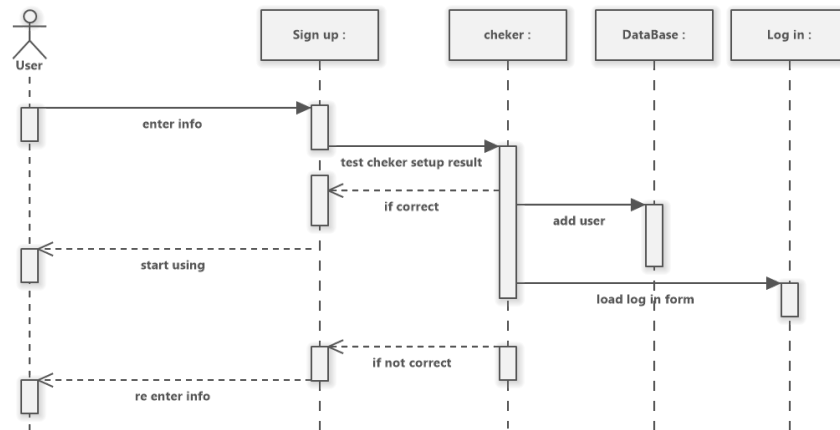 Sign up :
cheker :
DataBase :
Log in :
User
enter info
test cheker setup result
if correct
add user
start using
load log in form
if not correct
re enter info